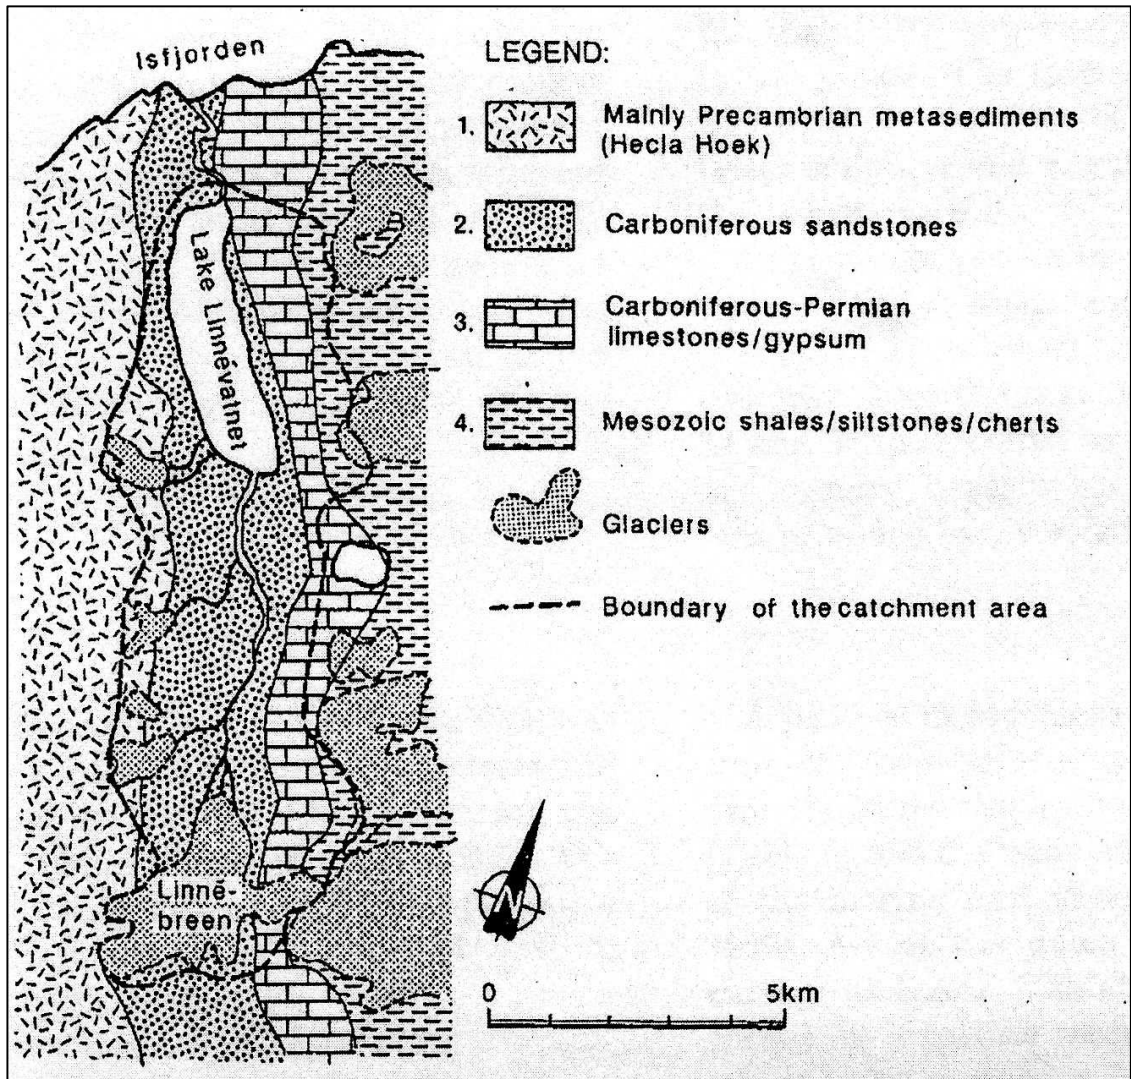 Isfjorden
Lake Linnévatnet
Linné-
breen
LEGEND:
1. Mainly Precambrian metasediments
(Hecla Hoek)
2. Carboniferous sandstones
3. Carboniferous-Permian
limestones/gypsum
4. Mesozoic shales/siltstones/cherts
Glaciers
Boundary of the catchment area
N
0 5km